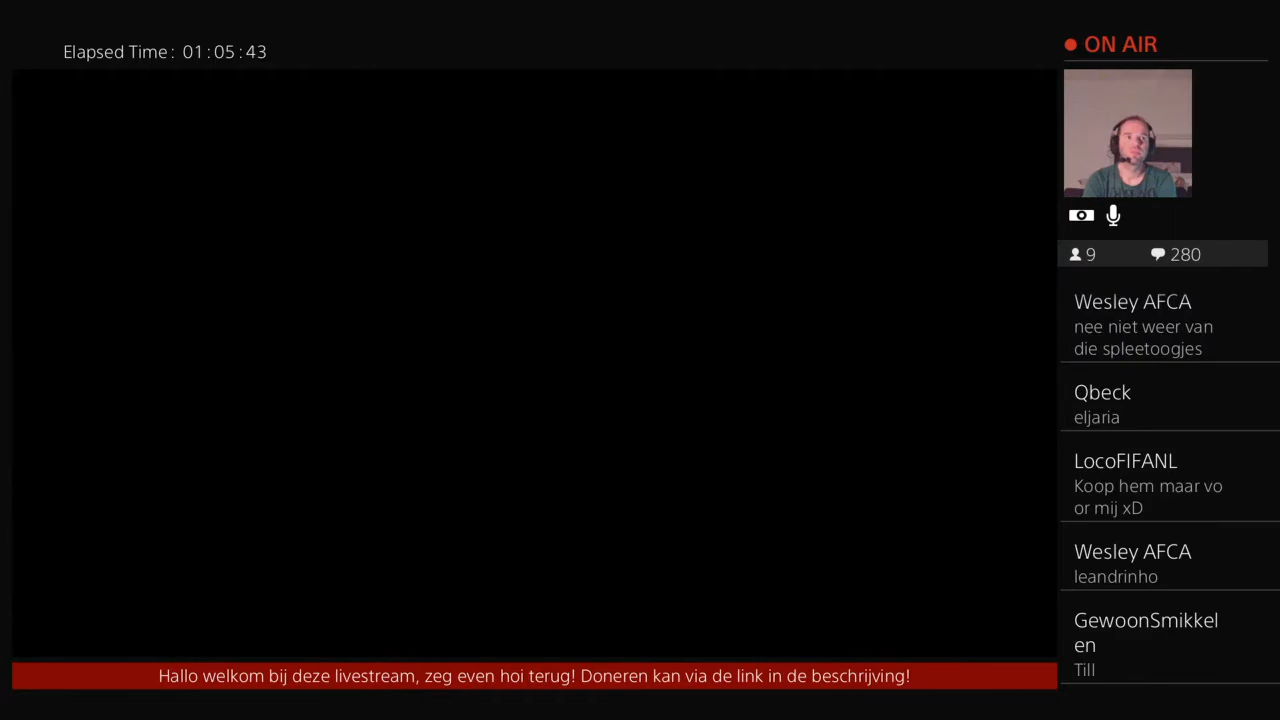 Elapsed Time: 01:05:43
ON AIR
9 280
Wesley AFCA
nee niet weer van
die spleetoogjes
Qbeck
eljaria
LocoFIFANL
Koop hem maar vo
or mij xD
Wesley AFCA
leandrinho
GewoonSmikkel
en
Till
Hallo welkom bij deze livestream, zeg even hoi terug! Doneren kan via de link in de beschrijving!